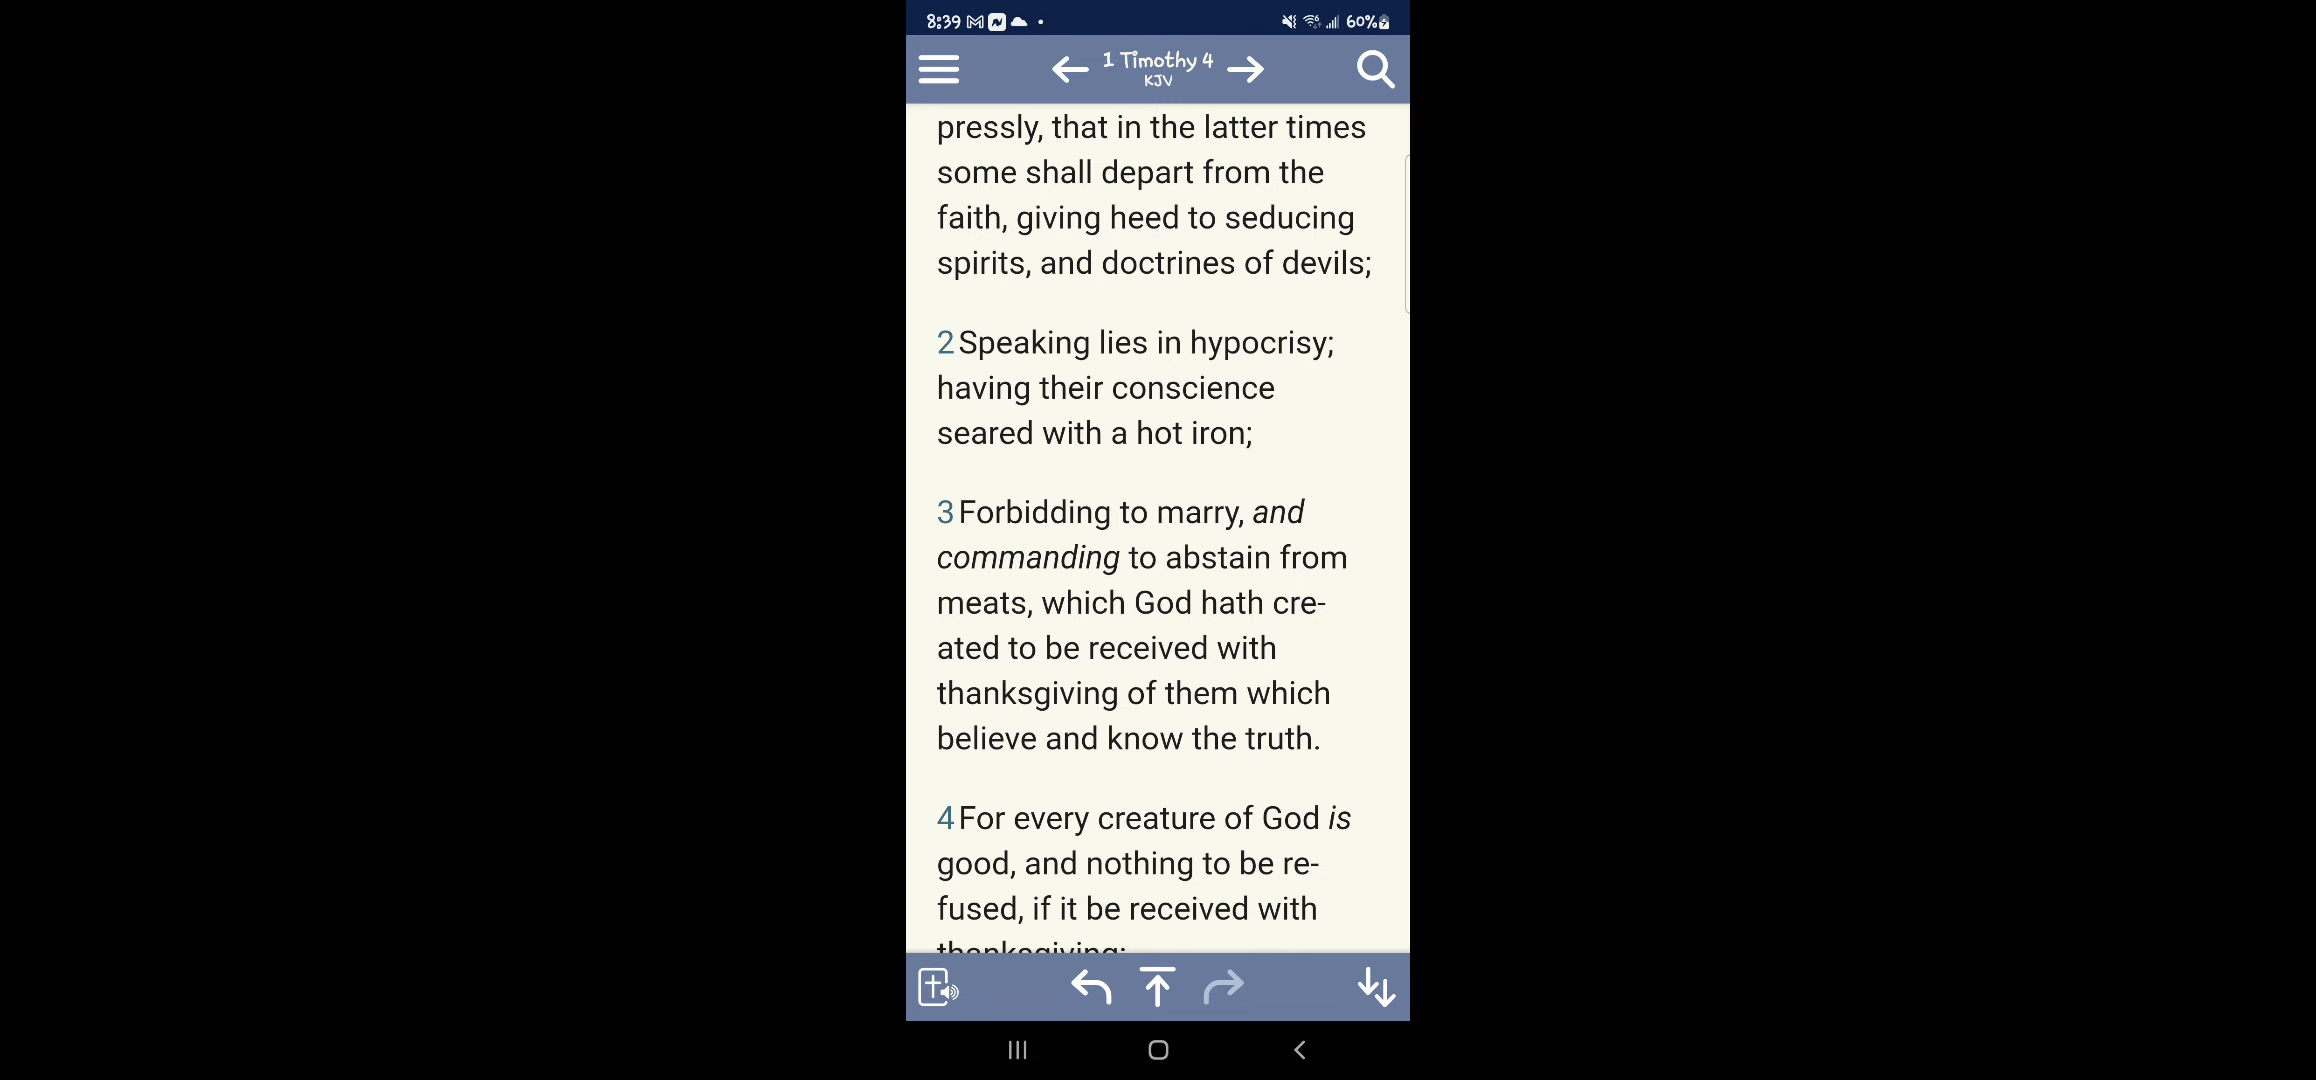 8:39
60%
1 Timothy 4
KJV
pressly, that in the latter times
some shall depart from the
faith, giving heed to seducing
spirits, and doctrines of devils;
2 Speaking lies in hypocrisy;
having their conscience
seared with a hot iron;
3 Forbidding to marry, and
commanding to abstain from
meats, which God hath cre-
ated to be received with
thanksgiving of them which
believe and know the truth.
4 For every creature of God is
good, and nothing to be re-
fused, if it be received with
thanksgiving: